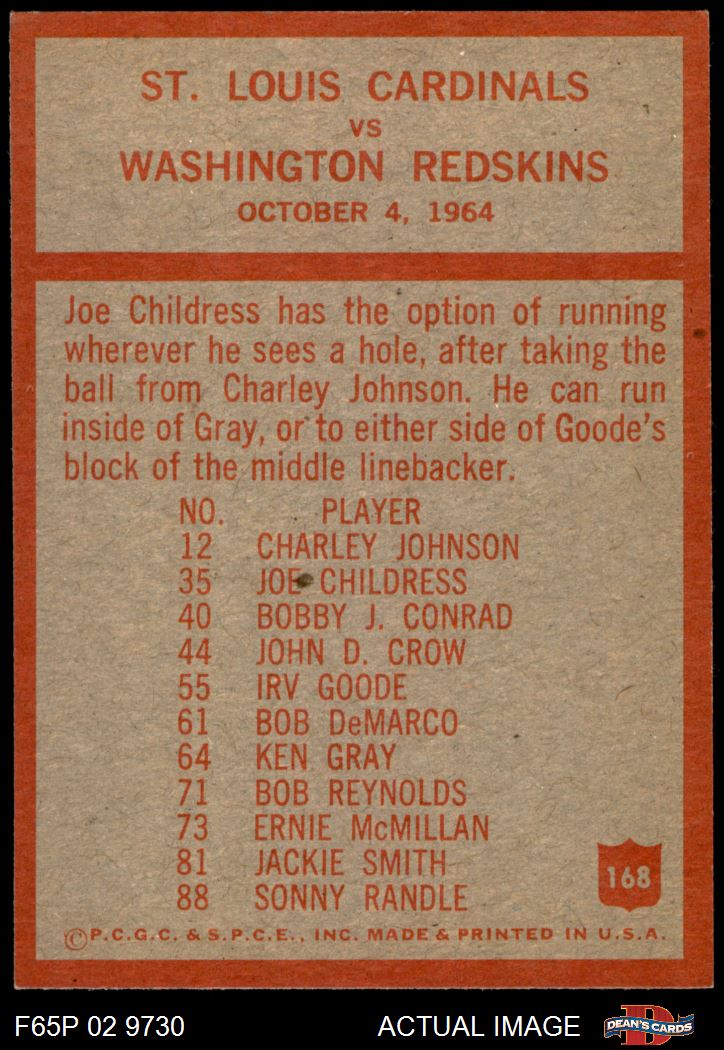 ST. LOUIS CARDINALS
VS
WASHINGTON REDSKINS
OCTOBER 4, 1964
Joe Childress has the option of running
wherever he sees a hole, after taking the
ball from Charley Johnson. He can run
inside of Gray, or to either side of Goode's
block of the middle linebacker.
NO. PLAYER
12 CHARLEY JOHNSON
35 JOE CHILDRESS
40 BOBBY J. CONRAD
44 JOHN D. CROW
55 IRV GOODE
61 BOB DeMARCO
64 KEN GRAY
71 BOB REYNOLDS
73 ERNIE McMILLAN
81 JACKIE SMITH
88 SONNY RANDLE
168
©P.C.G.C. & S.P.C.E., INC. MADE & PRINTED IN U.S.A.
F65P 02 9730 ACTUAL IMAGE DEAN'S CARDS